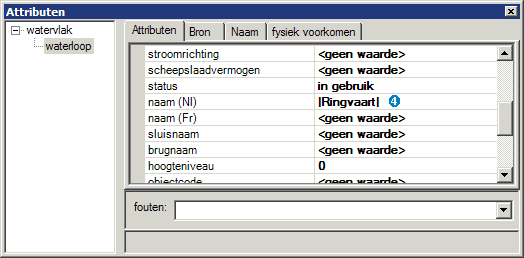 Attributen
watervlak
waterloop
Attributen Bron Naam fysiek voorkomen
stroomrichting <geen waarde>
scheepslaadvermogen <geen waarde>
status in gebruik
naam (Nl) |Ringvaart| 4
naam (Fr) <geen waarde>
sluisnaam <geen waarde>
brugnaam <geen waarde>
hoogteniveau 0
objectcode <geen waarde>
fouten: